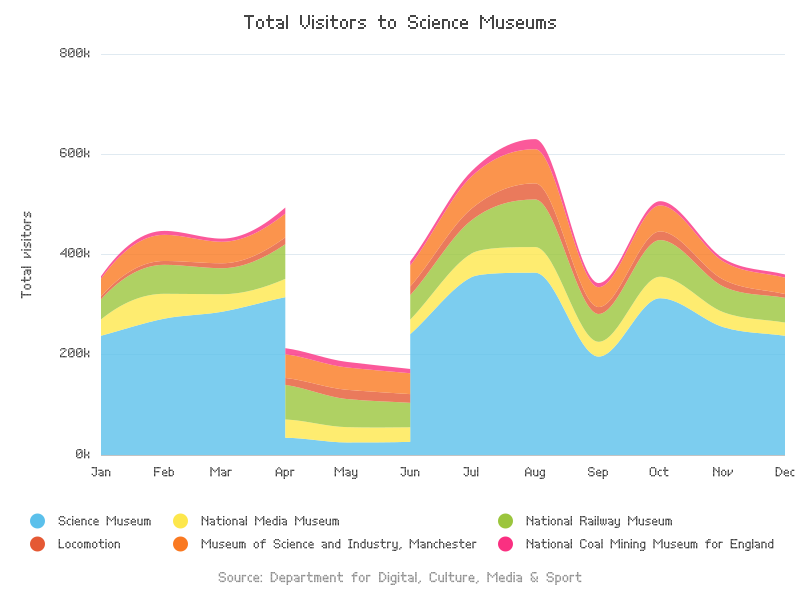 Total Visitors to Science Museums
800k
600k
400k
200k
0k
Total visitors
Jan Feb Mar Apr May Jun Jul Aug Sep Oct Nov Dec
Science Museum National Media Museum National Railway Museum
Locomotion Museum of Science and Industry, Manchester National Coal Mining Museum for England
Source: Department for Digital, Culture, Media & Sport